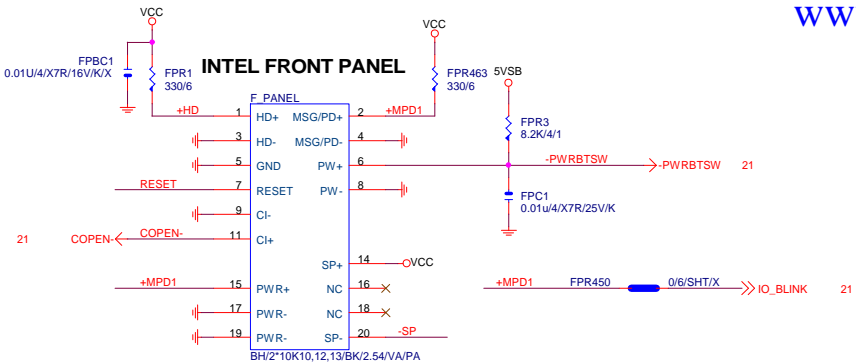 WW
VCC
VCC
FPBC1
0.01U/4/X7R/16V/K/X
FPR1
330/6
INTEL FRONT PANEL
FPR463
330/6
5VSB
F_PANEL
+HD 1 HD+ MSG/PD+ 2 +MPD1
FPR3
8.2K/4/1
3 HD- MSG/PD- 4
5 GND PW+ 6 -PWRBTSW -PWRBTSW 21
RESET 7 RESET PW- 8
FPC1
0.01u/4/X7R/25V/K
9 CI-
21 COPEN- COPEN- 11 CI+
SP+ 14 VCC
+MPD1 15 PWR+ NC 16
+MPD1 FPR450 0/6/SHT/X IO_BLINK 21
17 PWR- NC 18
19 PWR- SP- 20 -SP
BH/2*10K10,12,13/BK/2.54/VA/PA